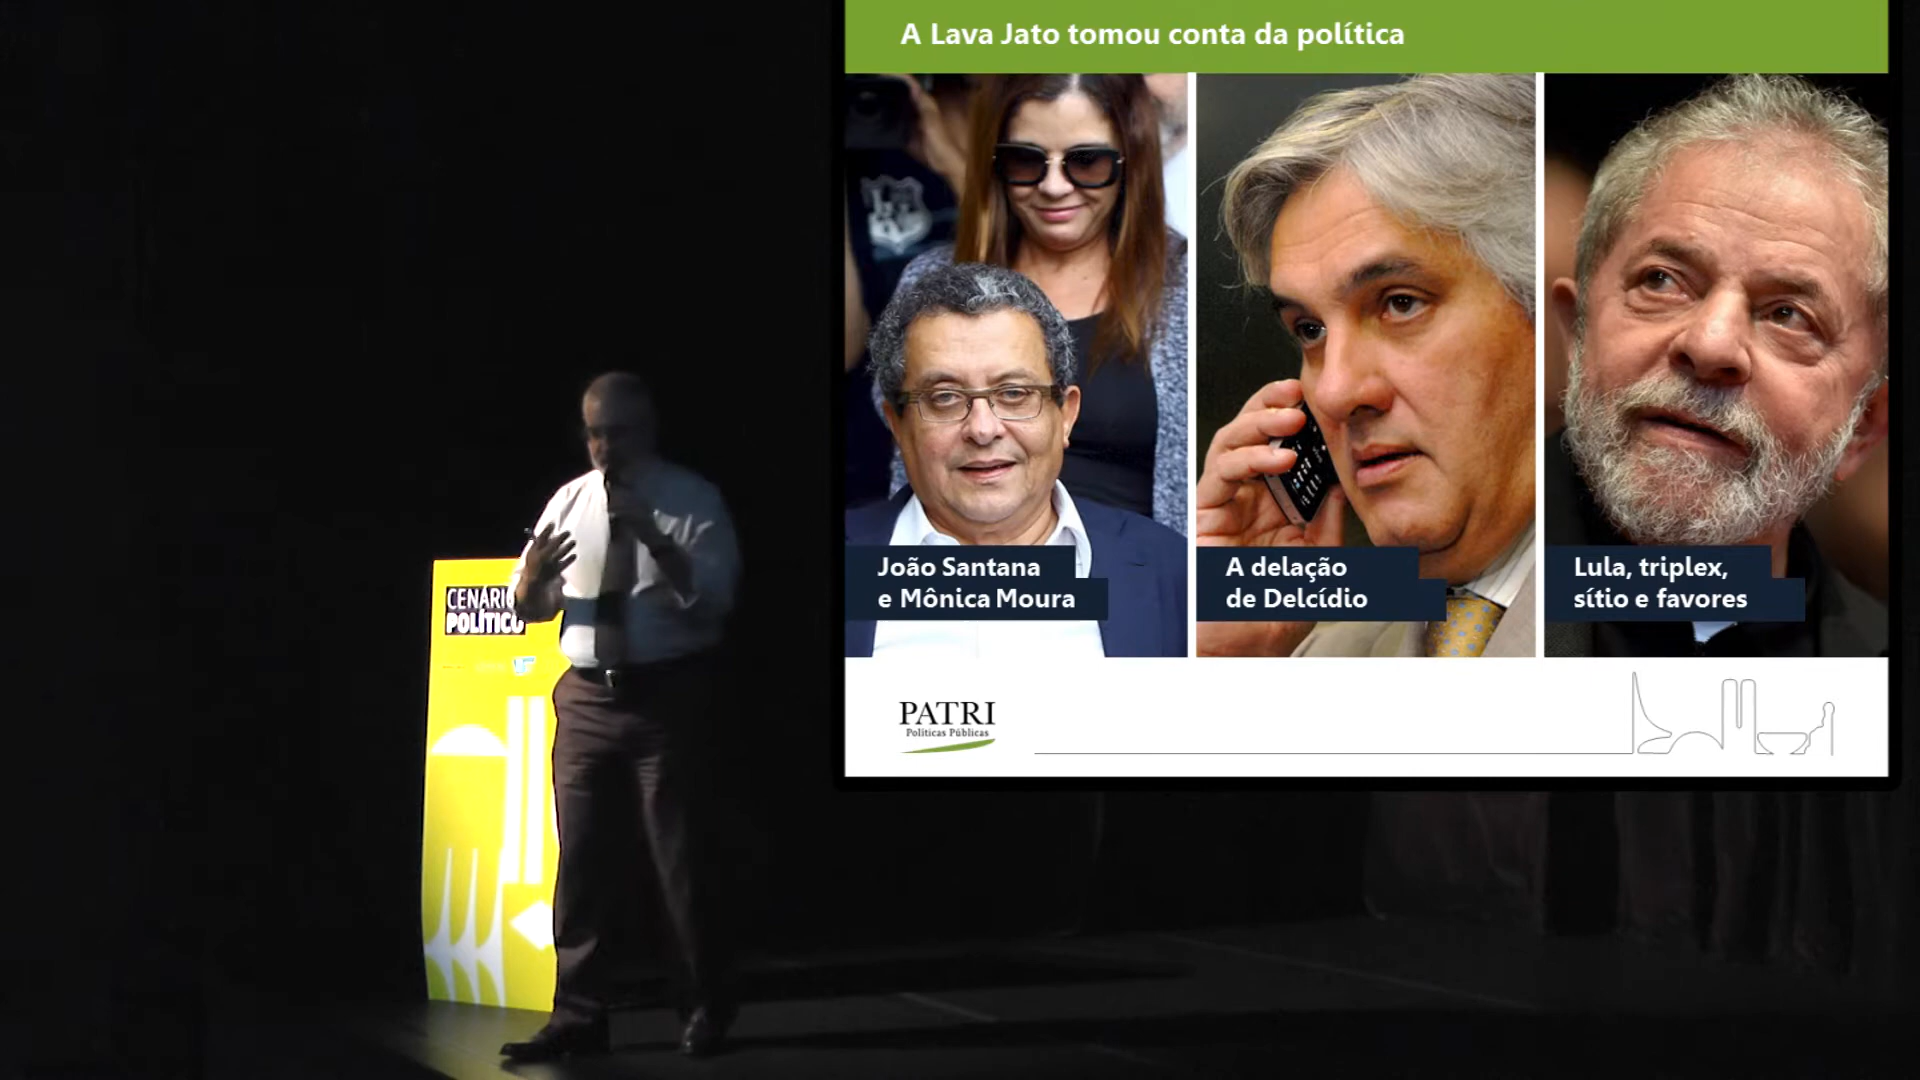 A Lava Jato tomou conta da política
João Santana
e Mônica Moura
A delação
de Delcídio
Lula, triplex,
sítio e favores
PATRI
Políticas Públicas
CENÁRIO
POLÍTICO